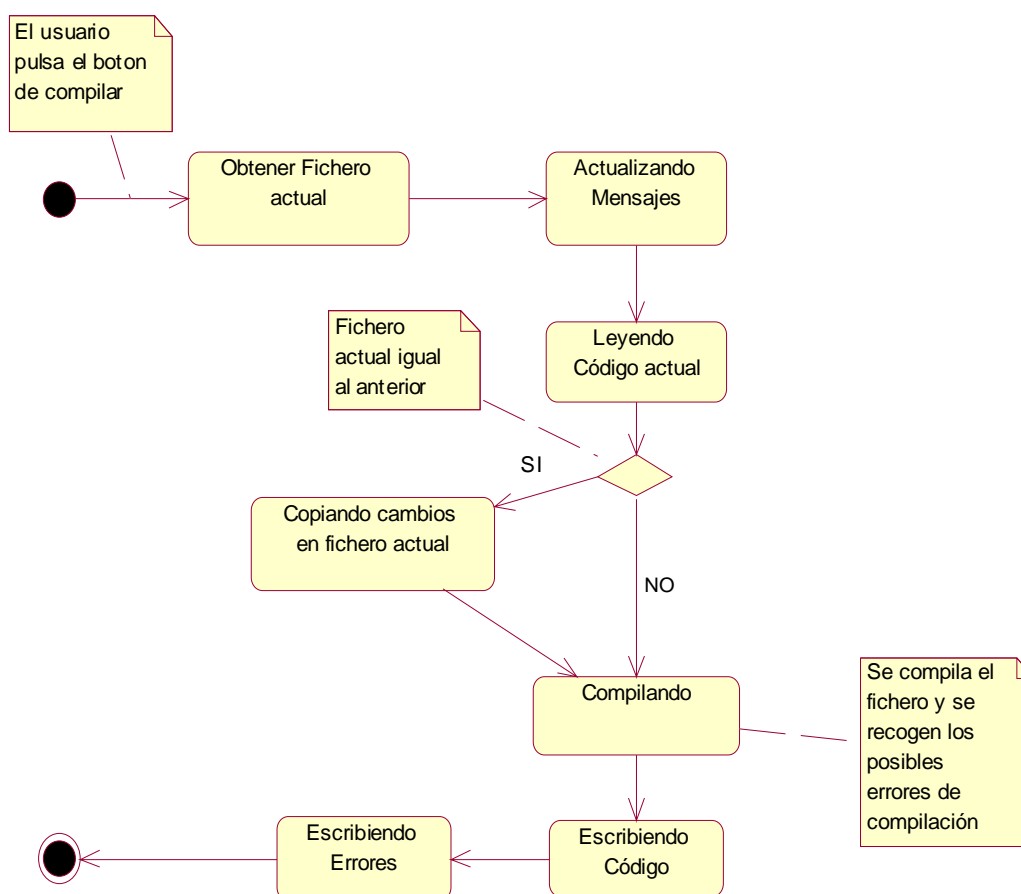 El usuario
pulsa el boton
de compilar
Obtener Fichero
actual
Actualizando
Mensajes
Fichero
actual igual
al anterior
Leyendo
Código actual
SI
Copiando cambios
en fichero actual
NO
Compilando
Se compila el
fichero y se
recogen los
posibles
errores de
compilación
Escribiendo
Errores
Escribiendo
Código